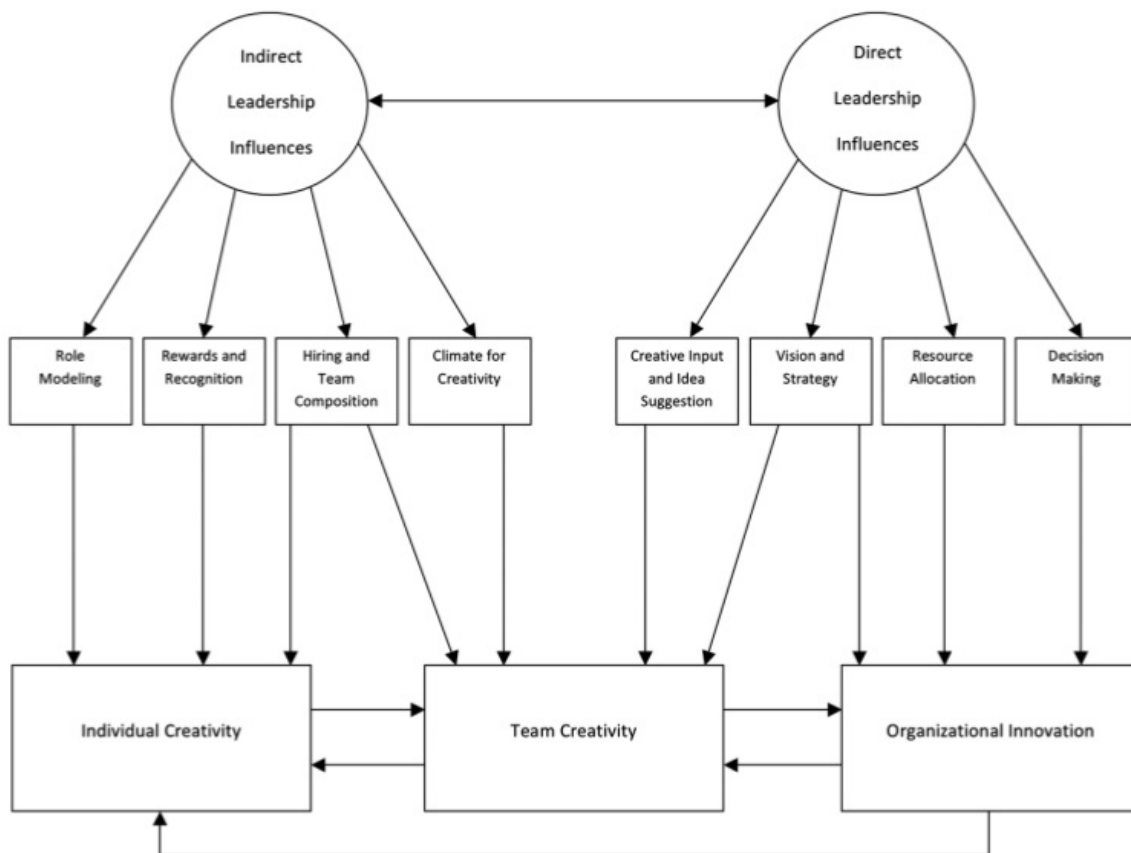 Indirect
Leadership
Influences
Direct
Leadership
Influences
Role
Modeling
Rewards and
Recognition
Hiring and
Team
Composition
Climate for
Creativity
Creative Input
and Idea
Suggestion
Vision and
Strategy
Resource
Allocation
Decision
Making
Individual Creativity
Team Creativity
Organizational Innovation